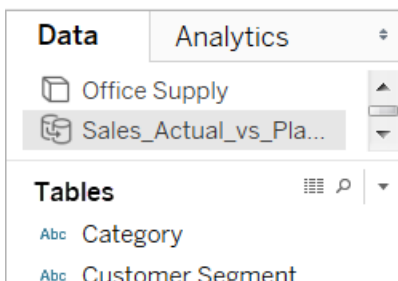 Data Analytics
Office Supply
Sales_Actual_vs_Pla...
Tables
Abc Category
Abc Customer Segment